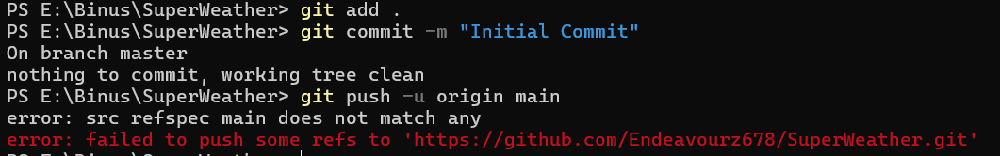 PS E:\Binus\SuperWeather> git add .
PS E:\Binus\SuperWeather> git commit -m "Initial Commit"
On branch master
nothing to commit, working tree clean
PS E:\Binus\SuperWeather> git push -u origin main
error: src refspec main does not match any
error: failed to push some refs to 'https://github.com/Endeavourz678/SuperWeather.git'